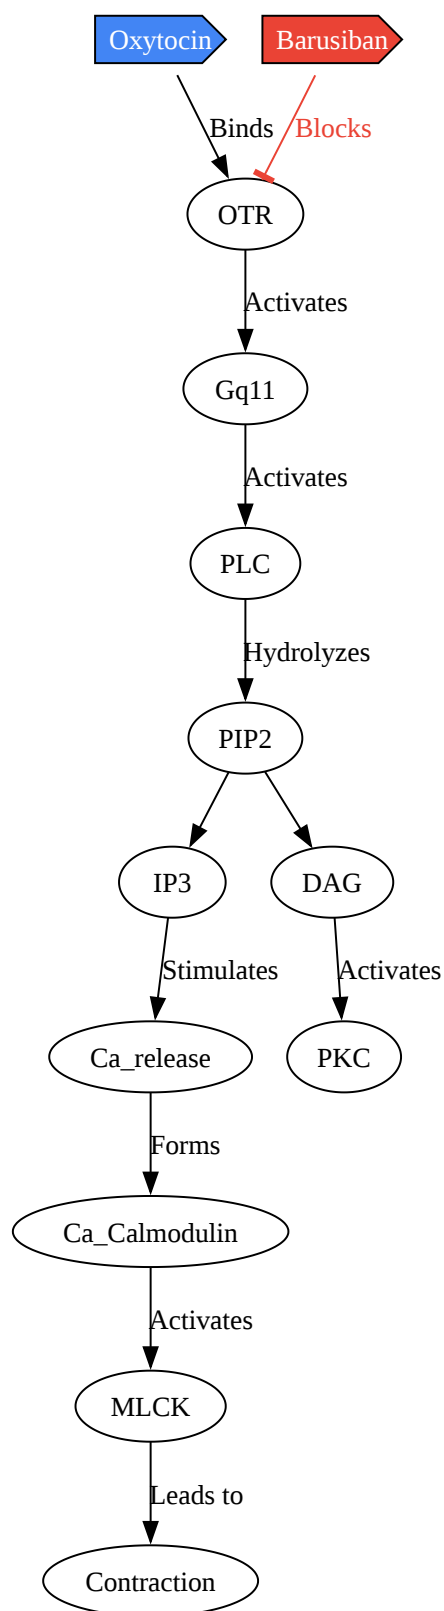 Oxytocin
Barusiban
Binds
Blocks
OTR
Activates
Gq11
Activates
PLC
Hydrolyzes
PIP2
IP3
DAG
Stimulates
Activates
Ca_release
PKC
Forms
Ca_Calmodulin
Activates
MLCK
Leads to
Contraction